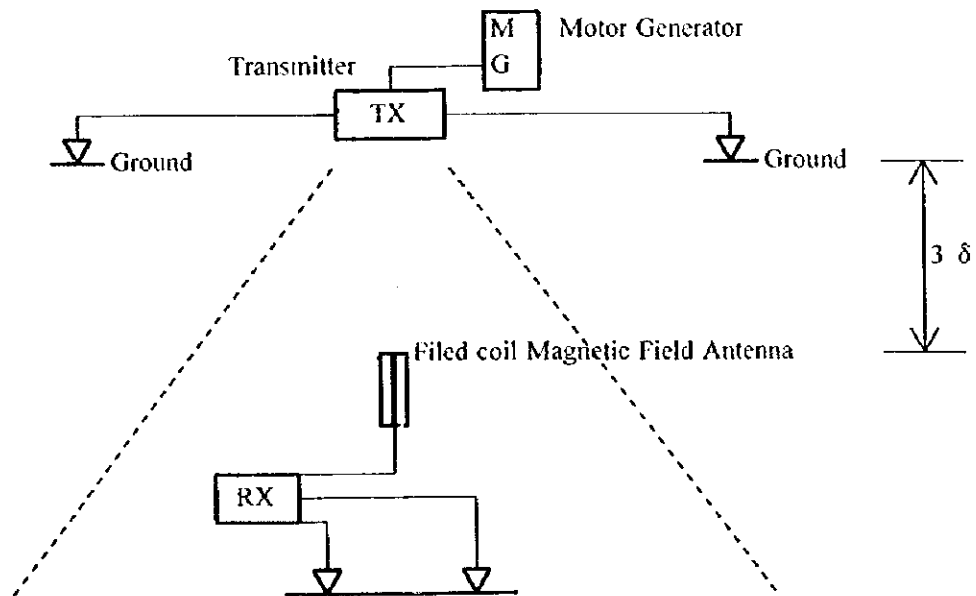 M
G
Motor Generator
Transmitter
TX
Ground
Ground
3 δ
Filed coil Magnetic Field Antenna
RX